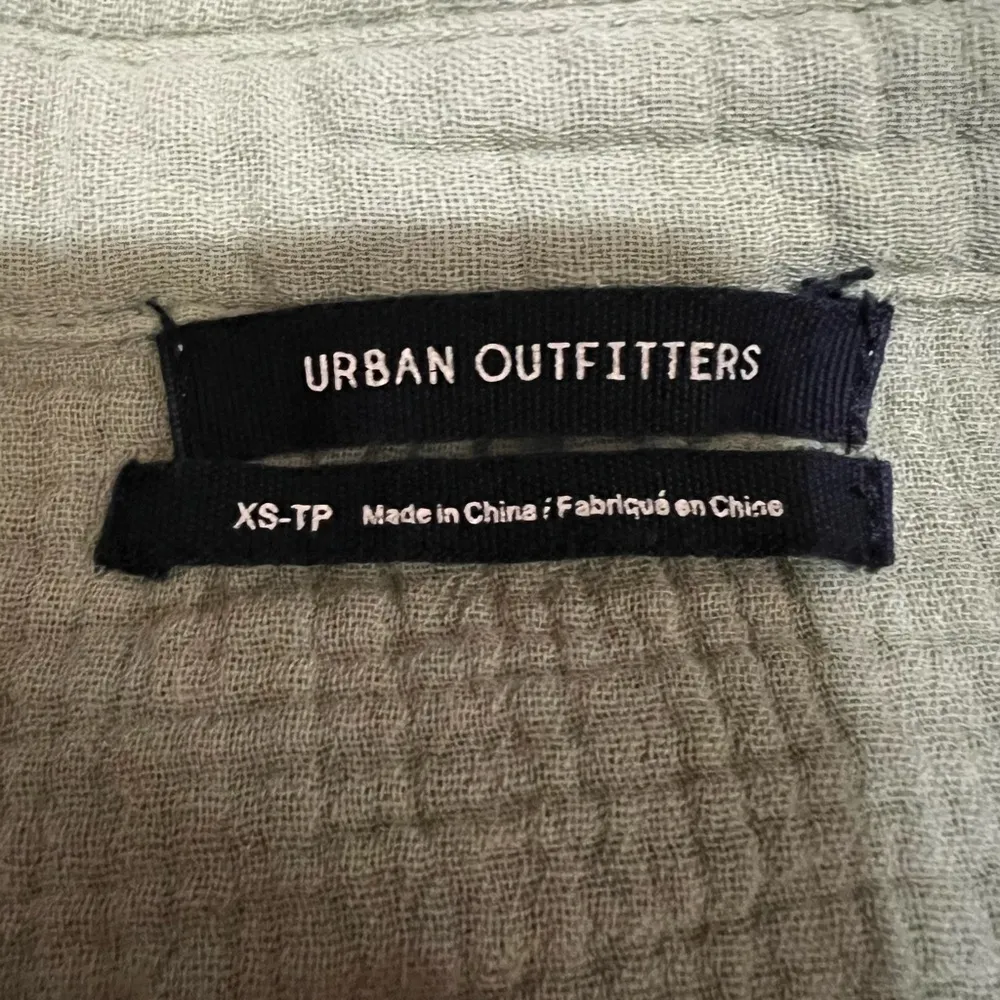 URBAN OUTFITTERS
XS-TP Made in China / Fabriqué en Chine